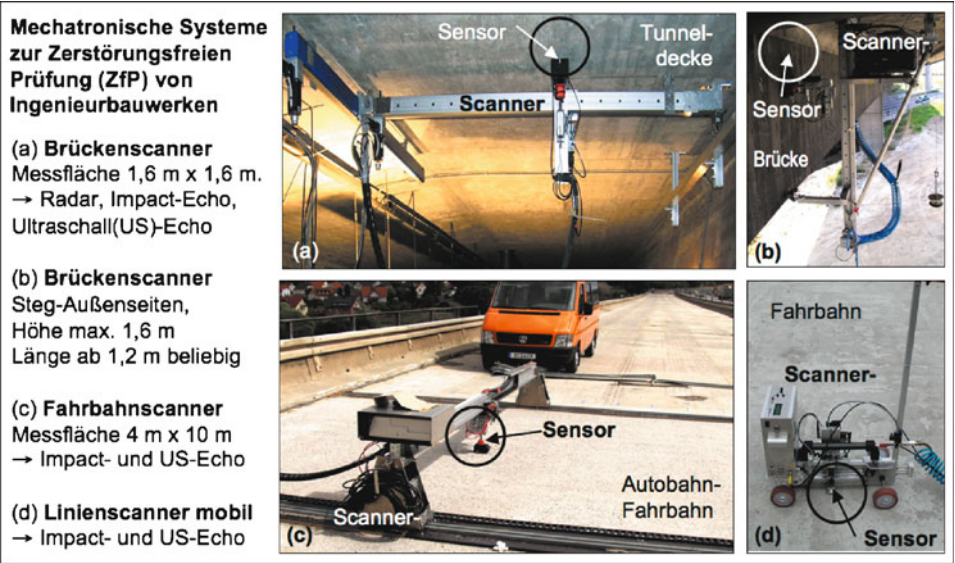 Mechatronische Systeme
zur Zerstörungsfreien
Prüfung (ZfP) von
Ingenieurbauwerken
(a) Brückenscanner
Messfläche 1,6 m x 1,6 m.
→ Radar, Impact-Echo,
Ultraschall(US)-Echo
(b) Brückenscanner
Steg-Außenseiten,
Höhe max. 1,6 m
Länge ab 1,2 m beliebig
(c) Fahrbahnscanner
Messfläche 4 m x 10 m
→ Impact- und US-Echo
(d) Linienscanner mobil
→ Impact- und US-Echo
Sensor
Tunnel-
decke
Scanner
(a)
Scanner-
Sensor
Brücke
(b)
Sensor
Autobahn-
Fahrbahn
Scanner-
(c)
Fahrbahn
Scanner-
Sensor
(d)